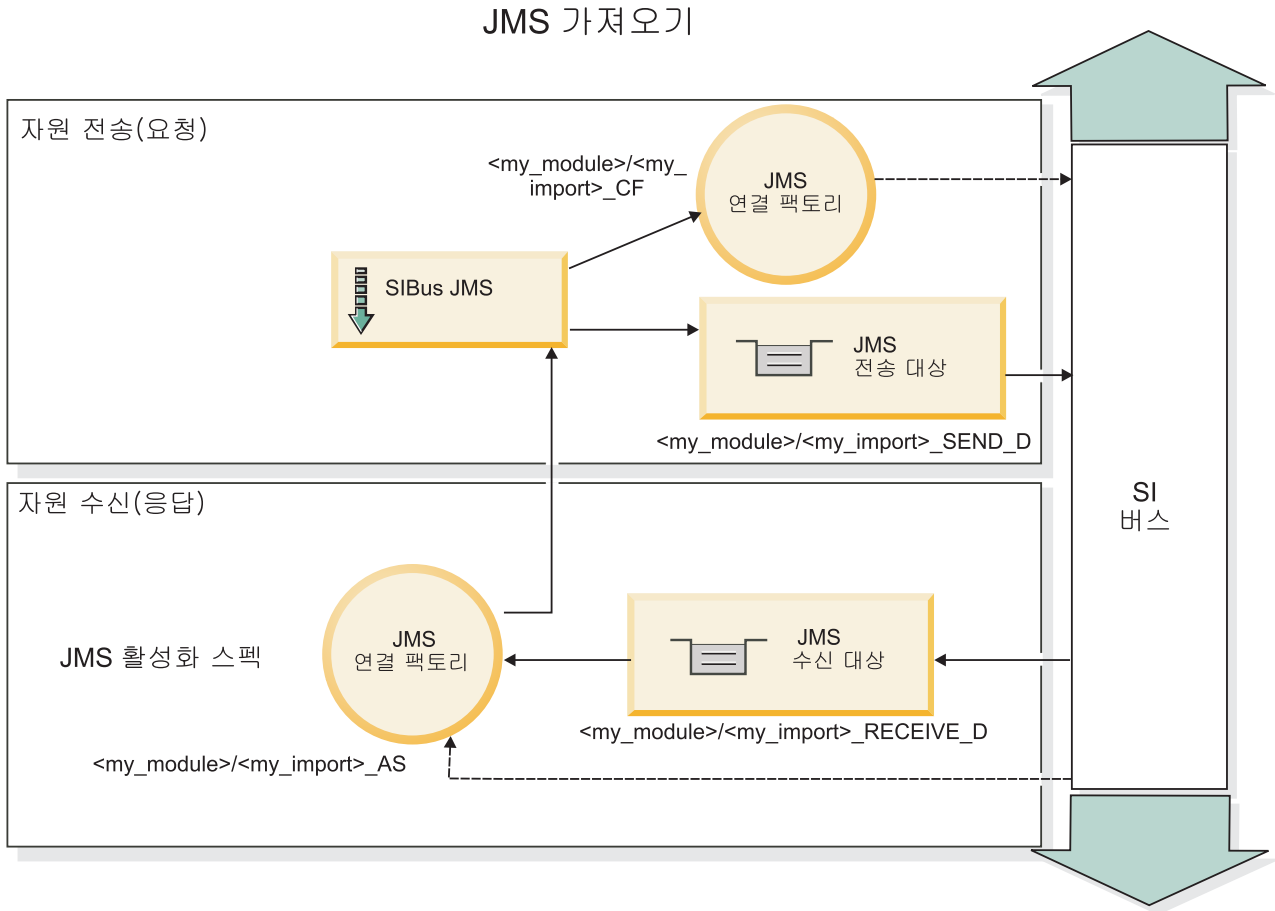 JMS 가져오기
자원 전송(요청)
<my_module>/<my_
import>_CF
JMS
연결 팩토리
SIBus JMS
JMS
전송 대상
<my_module>/<my_import>_SEND_D
SI
버스
자원 수신(응답)
JMS 활성화 스펙
JMS
연결 팩토리
JMS
수신 대상
<my_module>/<my_import>_RECEIVE_D
<my_module>/<my_import>_AS